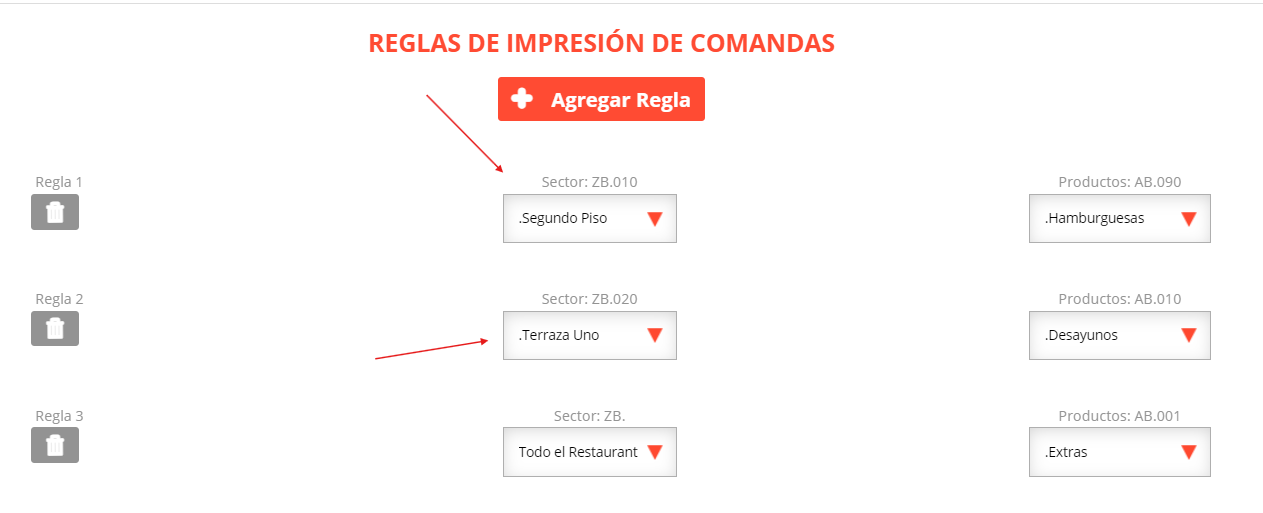 REGLAS DE IMPRESIÓN DE COMANDAS
Agregar Regla
Regla 1
Sector: ZB.010
Productos: AB.090
.Segundo Piso
.Hamburguesas
Regla 2
Sector: ZB.020
Productos: AB.010
.Terraza Uno
.Desayunos
Regla 3
Sector: ZB.
Productos: AB.001
Todo el Restaurant
.Extras